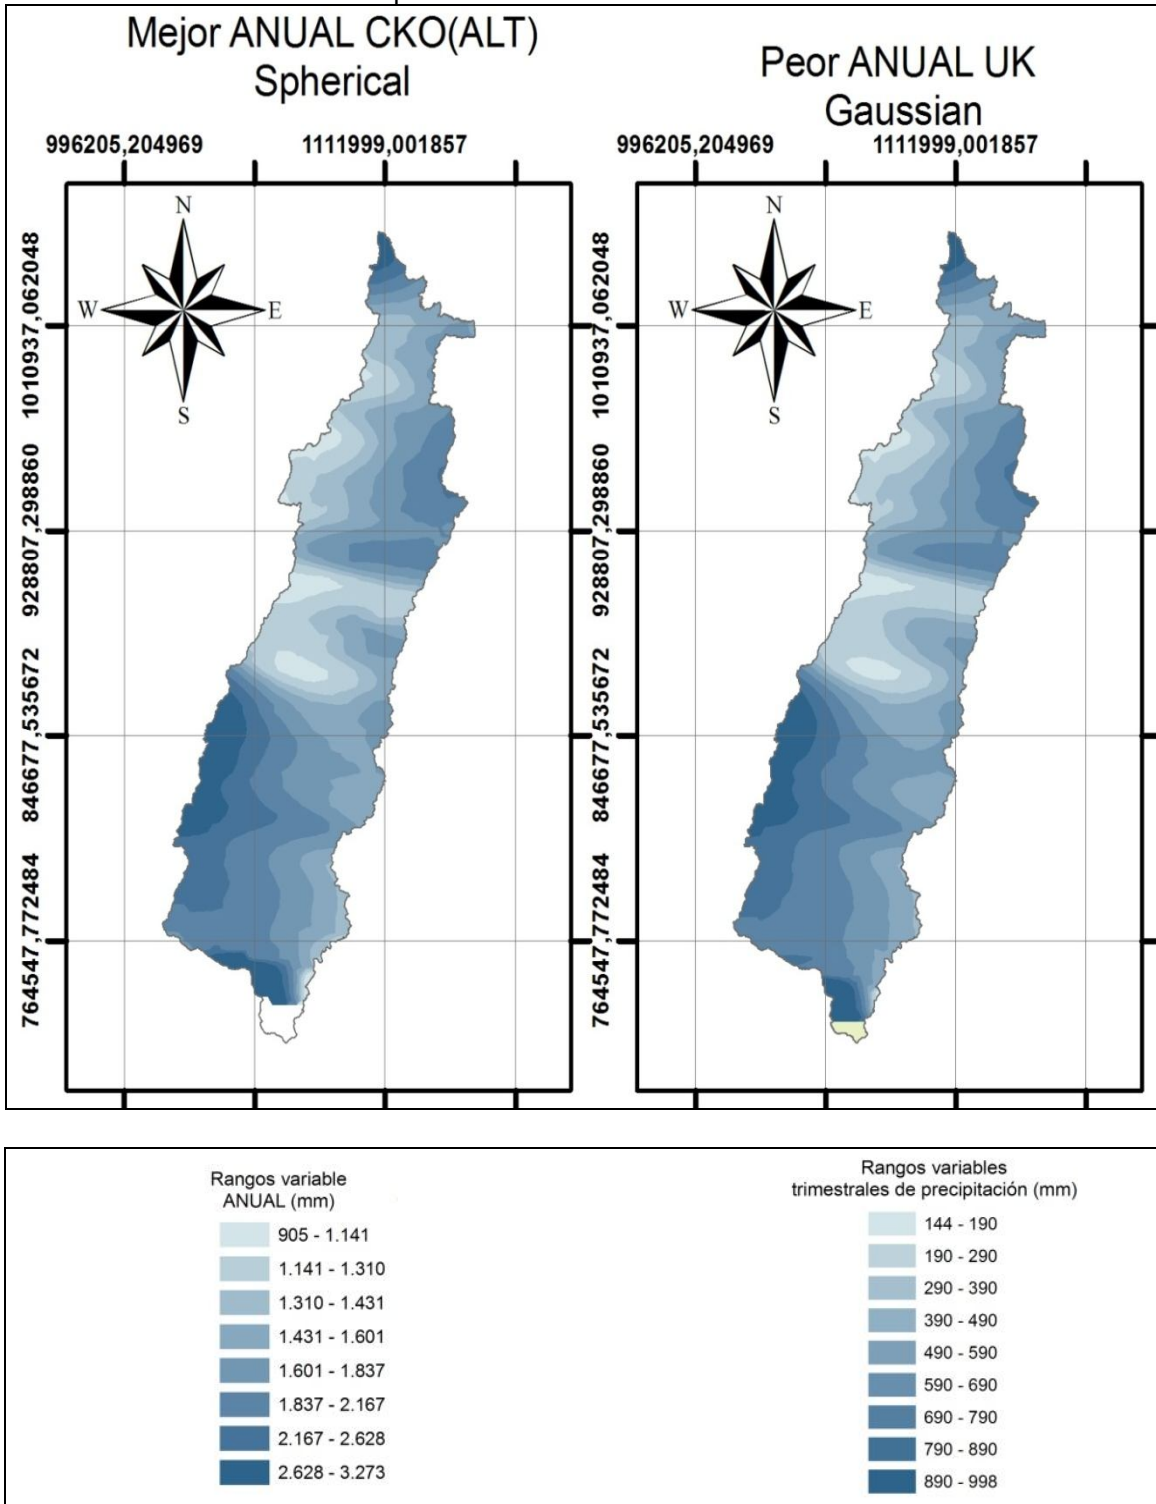 Mejor ANUAL CKO(ALT)
Spherical
996205,204969
1111999,001857
N
W
E
S
1010937,062048
928807,298860
846677,535672
764547,772484
Peor ANUAL UK
Gaussian
996205,204969
1111999,001857
N
W
E
S
1010937,062048
928807,298860
846677,535672
764547,772484
Rangos variable
ANUAL (mm)
905 - 1.141
1.141 - 1.310
1.310 - 1.431
1.431 - 1.601
1.601 - 1.837
1.837 - 2.167
2.167 - 2.628
2.628 - 3.273
Rangos variables
trimestrales de precipitación (mm)
144 - 190
190 - 290
290 - 390
390 - 490
490 - 590
590 - 690
690 - 790
790 - 890
890 - 998